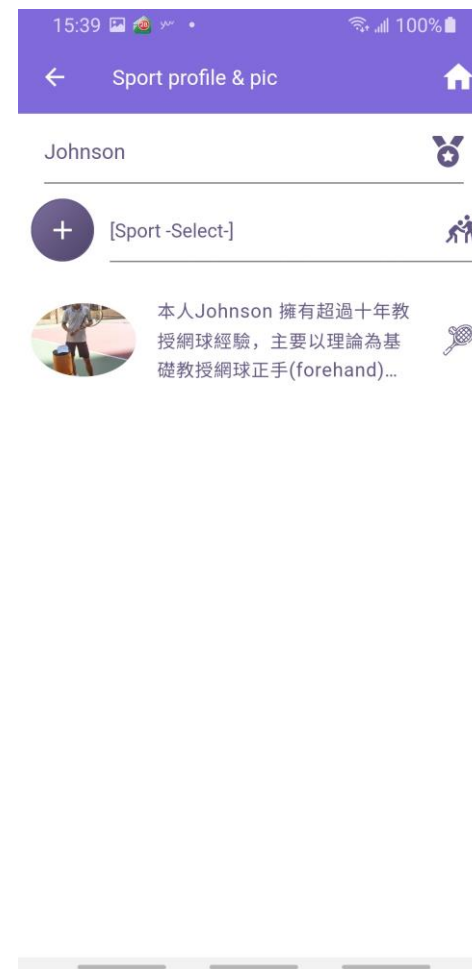 15:39 100%
Sport profile & pic
Johnson
[Sport -Select-]
本人Johnson 擁有超過十年教
授網球經驗，主要以理論為基
礎教授網球正手(forehand)...